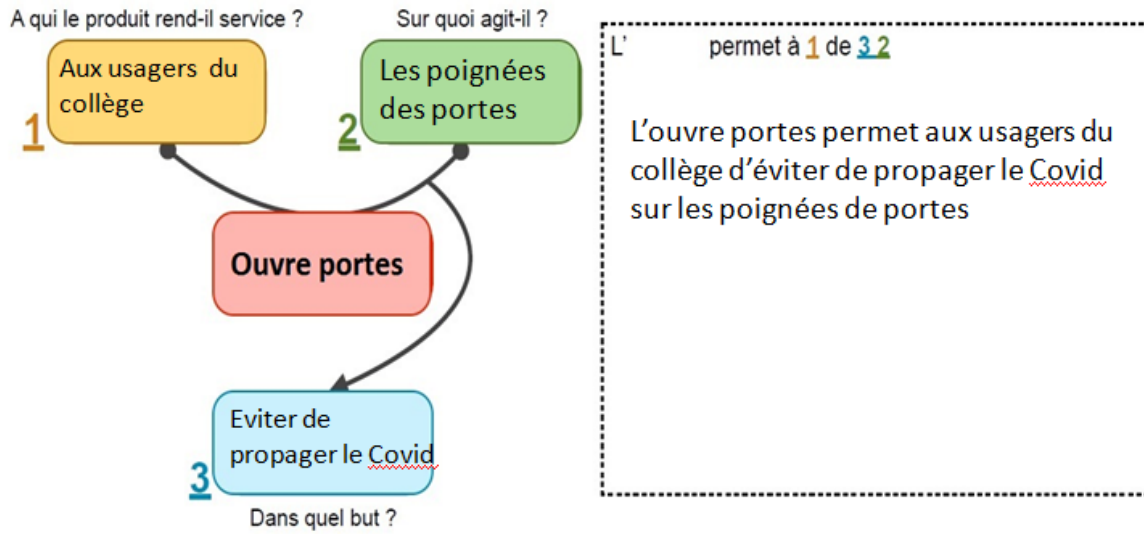 A qui le produit rend-il service ?
Sur quoi agit-il ?
Aux usagers du
collège
1
Les poignées
des portes
2
Ouvre portes
Eviter de
propager le Covid
3
Dans quel but ?
L' permet à 1 de 3 2
L'ouvre portes permet aux usagers du
collège d'éviter de propager le Covid
sur les poignées de portes